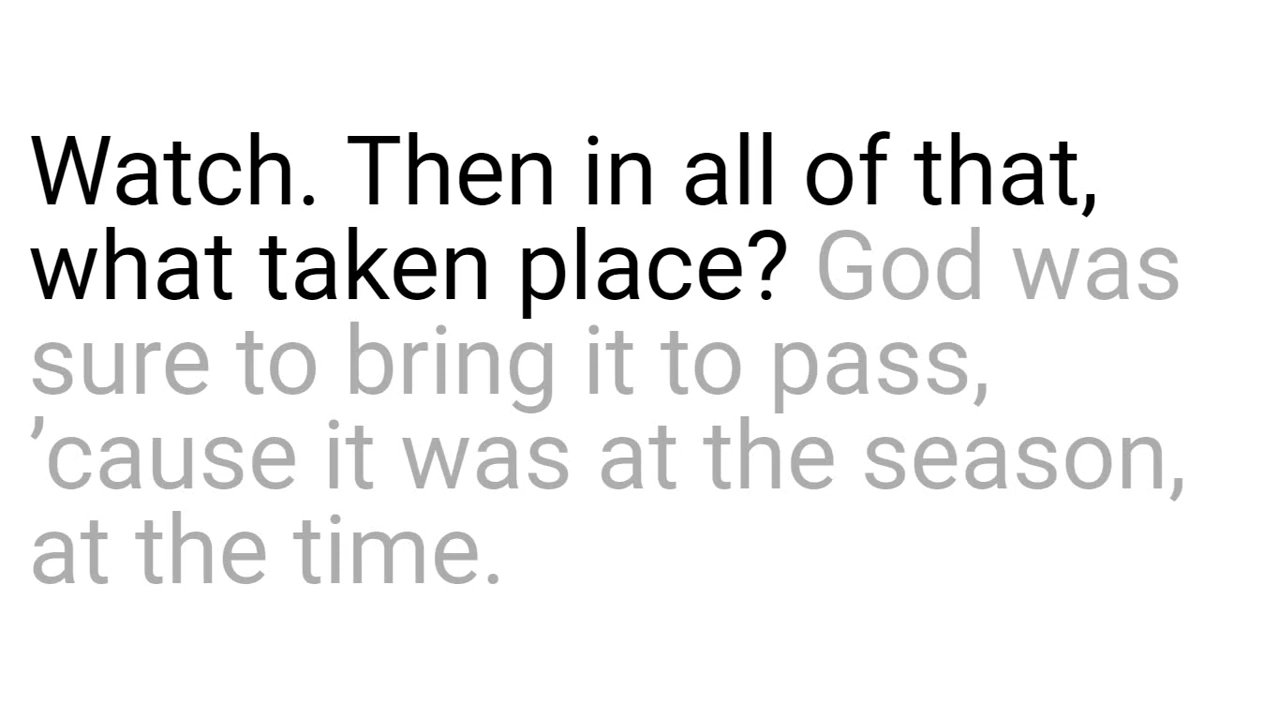 Watch. Then in all of that,
what taken place? God was
sure to bring it to pass,
’cause it was at the season,
at the time.